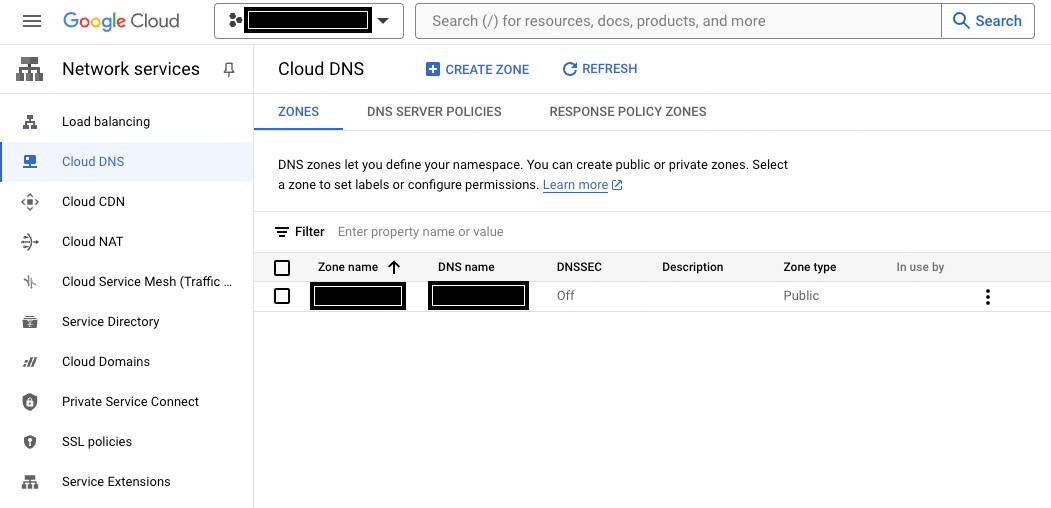 Google Cloud
Search (/) for resources, docs, products, and more
Search
Network services
Cloud DNS
CREATE ZONE
REFRESH
Load balancing
Cloud DNS
Cloud CDN
Cloud NAT
Cloud Service Mesh (Traffic ...
Service Directory
Cloud Domains
Private Service Connect
SSL policies
Service Extensions
ZONES
DNS SERVER POLICIES
RESPONSE POLICY ZONES
DNS zones let you define your namespace. You can create public or private zones. Select
a zone to set labels or configure permissions. Learn more
Filter Enter property name or value
Zone name DNS name DNSSEC Description Zone type In use by
Off Public